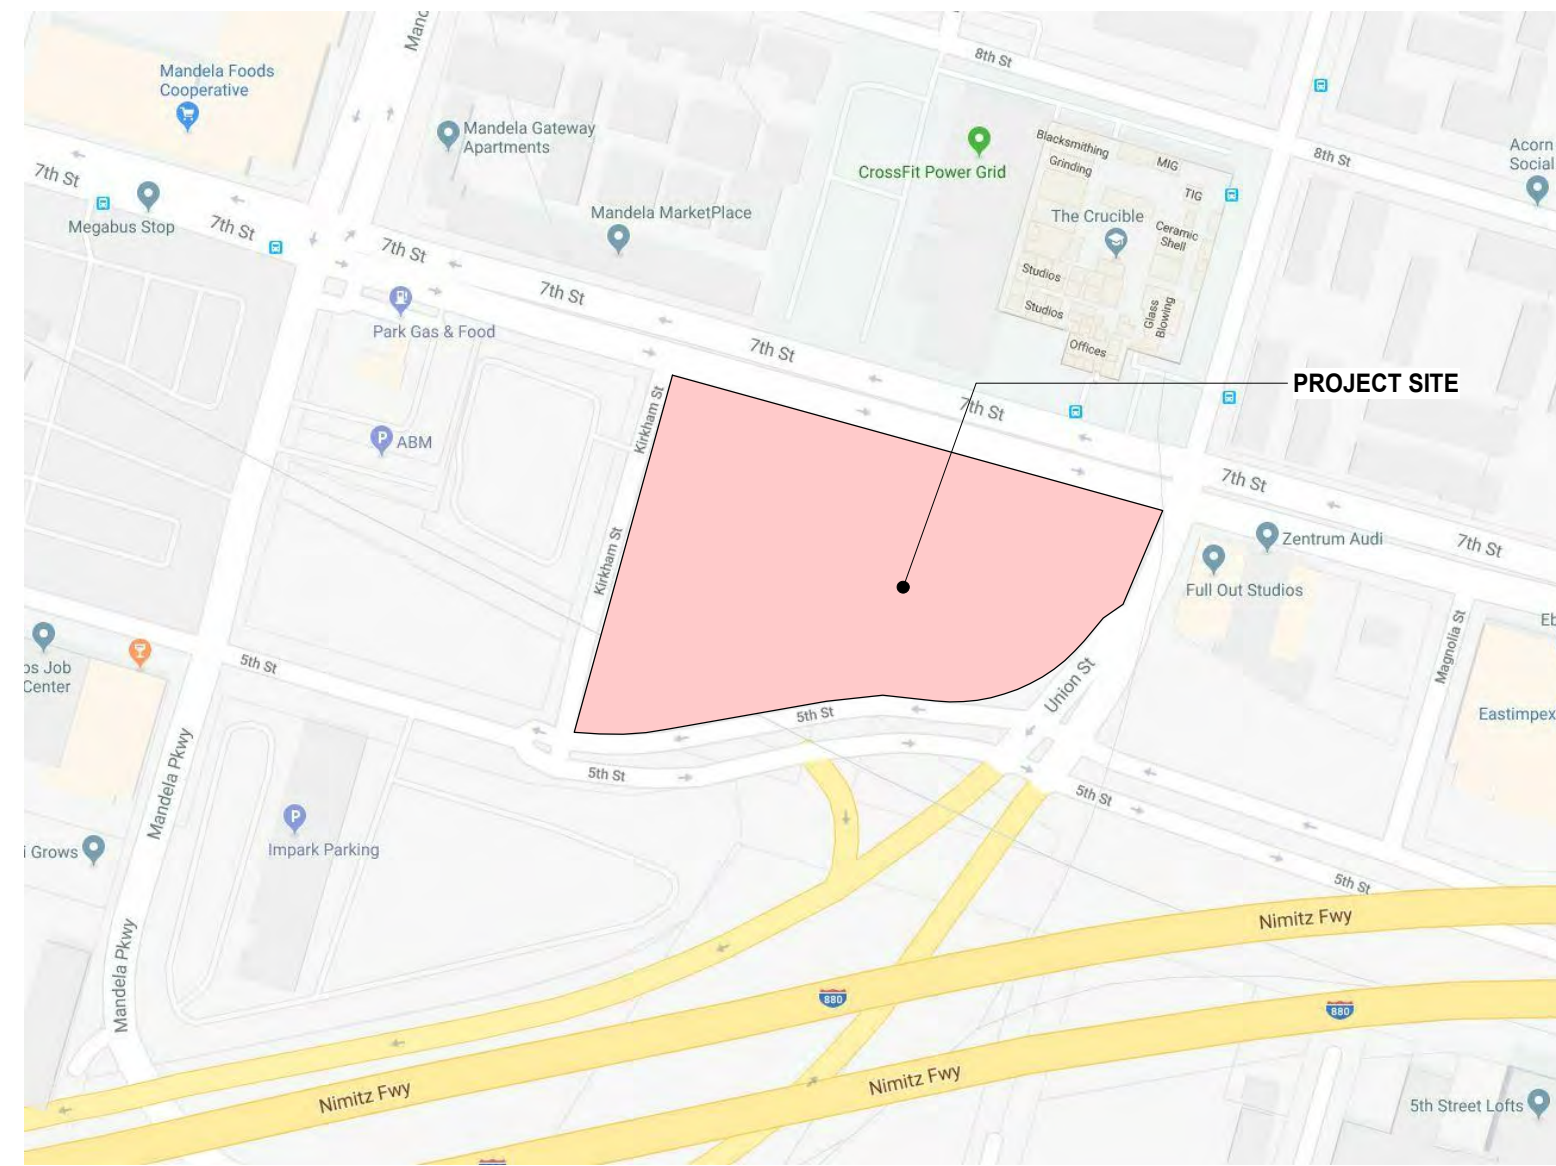 Mand
8th St
Mandela Foods
Cooperative
Mandela Gateway
Apartments
CrossFit Power Grid
Blacksmithing
Grinding
MIG
TIG
8th St
Acorn
Social
7th St
Megabus Stop
7th St
Mandela MarketPlace
The Crucible
Ceramic
Shell
7th St
Studios
7th St
Studios
Glass
Blowing
Park Gas & Food
Offices
7th St
PROJECT SITE
7th St
Kirkham St
ABM
7th St
Zentrum Audi
7th St
Kirkham St
Full Out Studios
Magnolia St
Eb
os Job
Center
5th St
Union St
5th St
Eastimpex
Mandela Pkwy
5th St
5th St
i Grows
Impark Parking
5th St
Nimitz Fwy
Mandela Pkwy
880
880
Nimitz Fwy
Nimitz Fwy
5th Street Lofts